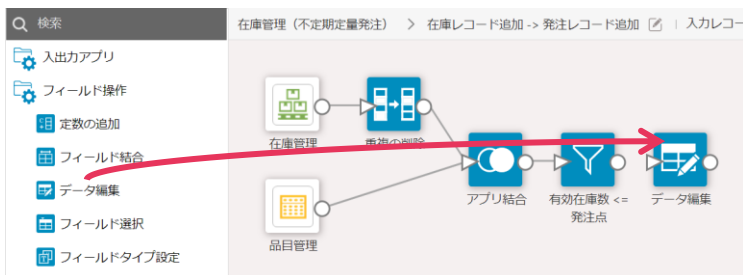 検索
在庫管理（不定期定量発注） > 在庫レコード追加 -> 発注レコード追加 | 入力レコー
入出力アプリ
フィールド操作
定数の追加
フィールド結合
データ編集
フィールド選択
フィールドタイプ設定
在庫管理
重複の削除
品目管理
アプリ結合
有効在庫数 <=
発注点
データ編集